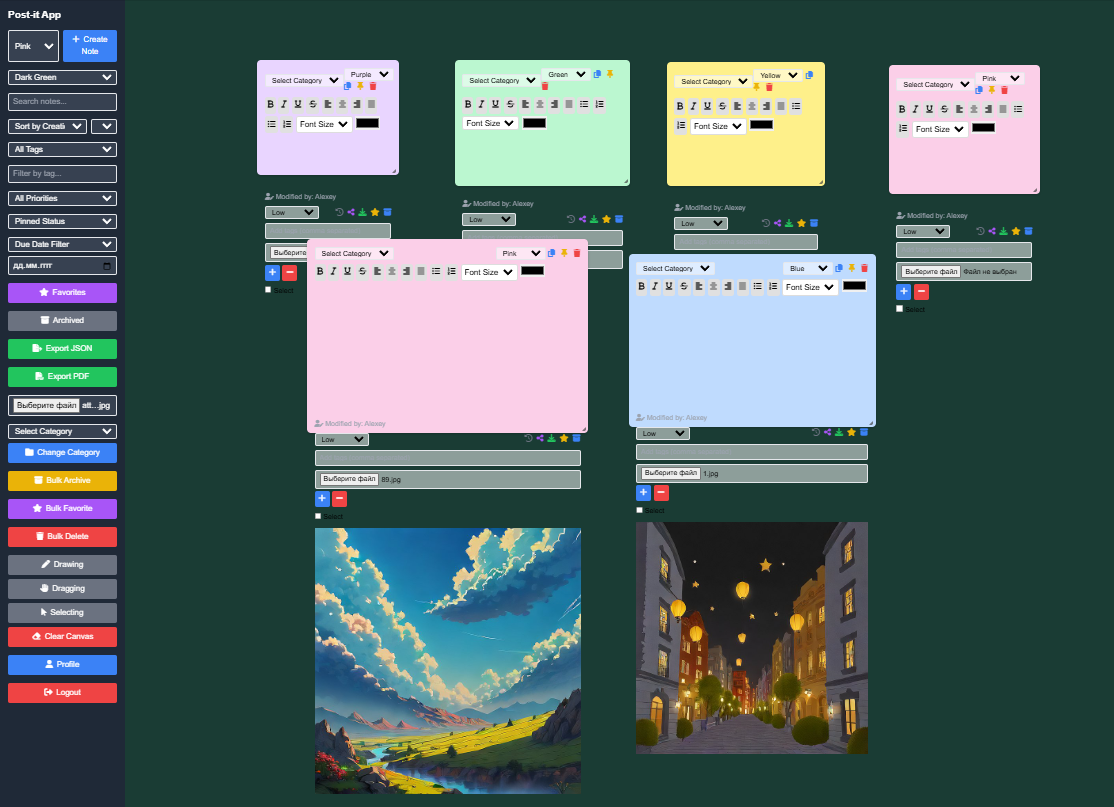 Post-it App
Pink
Create Note
Dark Green
Search notes...
Sort by Creati
All Tags
Filter by tag...
All Priorities
Pinned Status
Due Date Filter
дд.мм.гггг
Favorites
Archived
Export JSON
Export PDF
Выберите файл att...jpg
Select Category
Change Category
Bulk Archive
Bulk Favorite
Bulk Delete
Drawing
Dragging
Selecting
Clear Canvas
Profile
Logout
Select Category Purple
B I U S
Font Size
Modified by: Alexey
Low
Выберите
Select
Select Category Green
B I U S
Font Size
Modified by: Alexey
Low
Select Category Yellow
B I U S
Font Size
Modified by: Alexey
Low
Select Category Pink
B I U S
Font Size
Modified by: Alexey
Low
Выберите файл Файл не выбран
Select
Select Category Pink
B I U S Font Size
Modified by: Alexey
Low
Выберите файл 89.jpg
Select
Select Category Blue
B I U S Font Size
Modified by: Alexey
Low
Выберите файл 1.jpg
Select